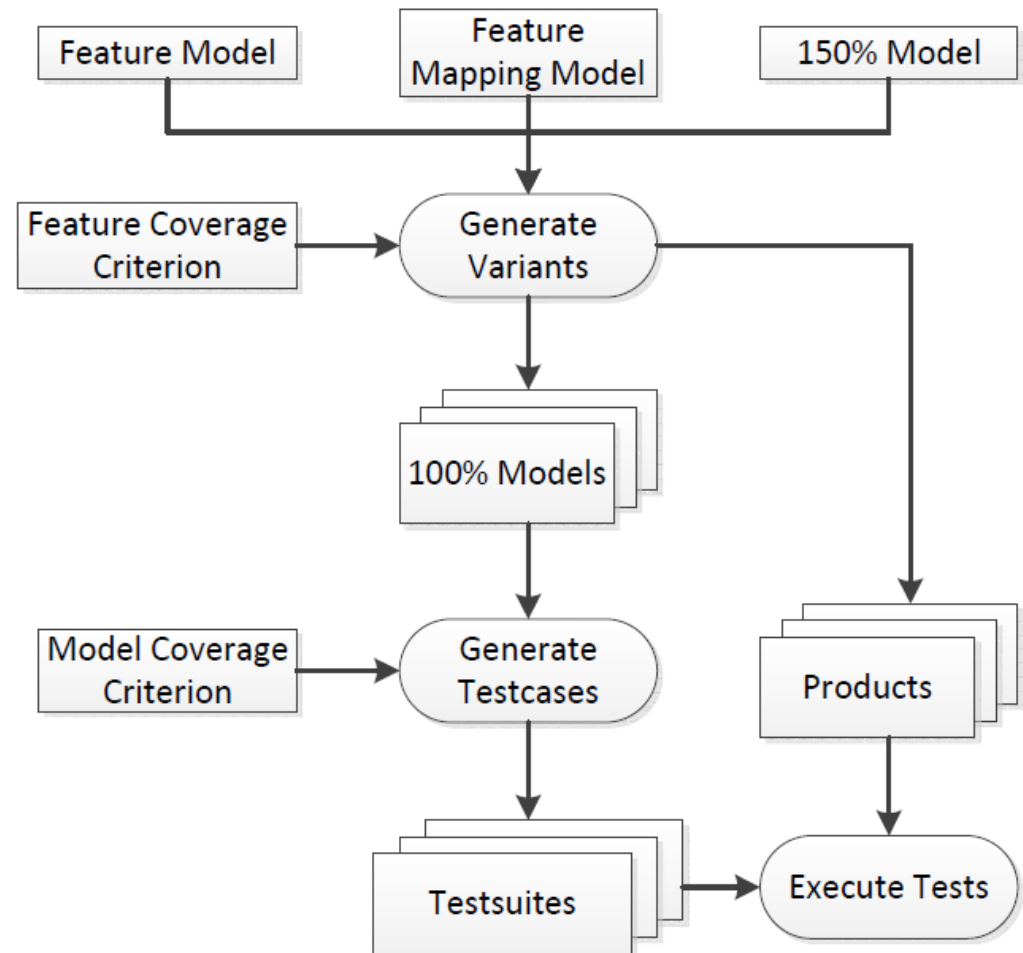 Feature Model
Feature
Mapping Model
150% Model
Feature Coverage
Criterion
Generate
Variants
100% Models
Model Coverage
Criterion
Generate
Testcases
Products
Testsuites
Execute Tests